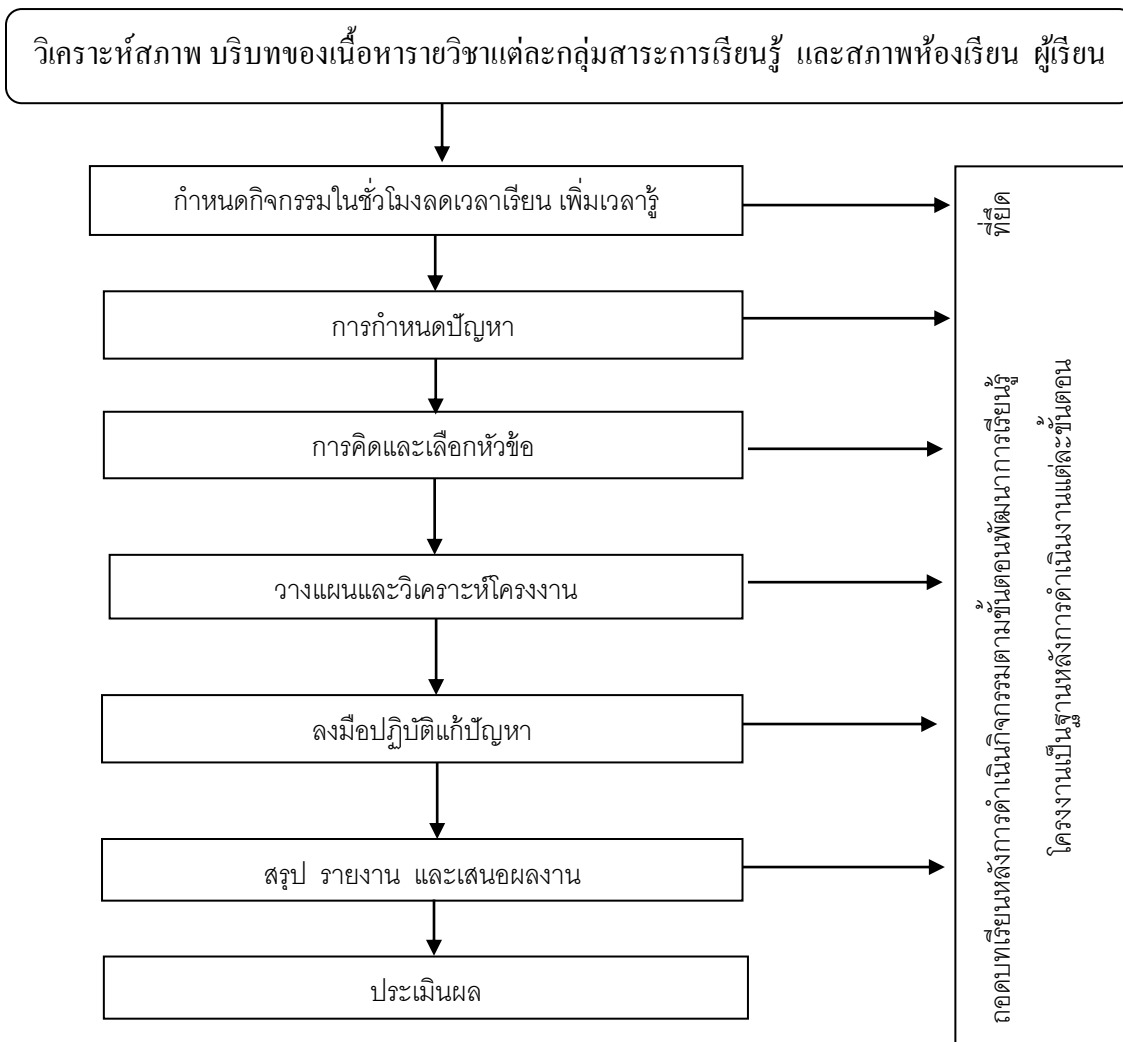 วิเคราะห์สภาพ บริบทของเนื้อหารายวิชาแต่ละกลุ่มสาระการเรียนรู้ และสภาพห้องเรียน ผู้เรียน
กำหนดกิจกรรมในชั่วโมงลดเวลาเรียน เพิ่มเวลารู้
การกำหนดปัญหา
การคิดและเลือกหัวข้อ
วางแผนและวิเคราะห์โครงงาน
ลงมือปฏิบัติแก้ปัญหา
สรุป รายงาน และเสนอผลงาน
ประเมินผล
ถอดบทเรียนหลังการดำเนินกิจกรรมตามขั้นตอนพัฒนาการเรียนรู้ ที่ยึด
โครงงานเป็นฐานหลังการดำเนินงานแต่ละขั้นตอน